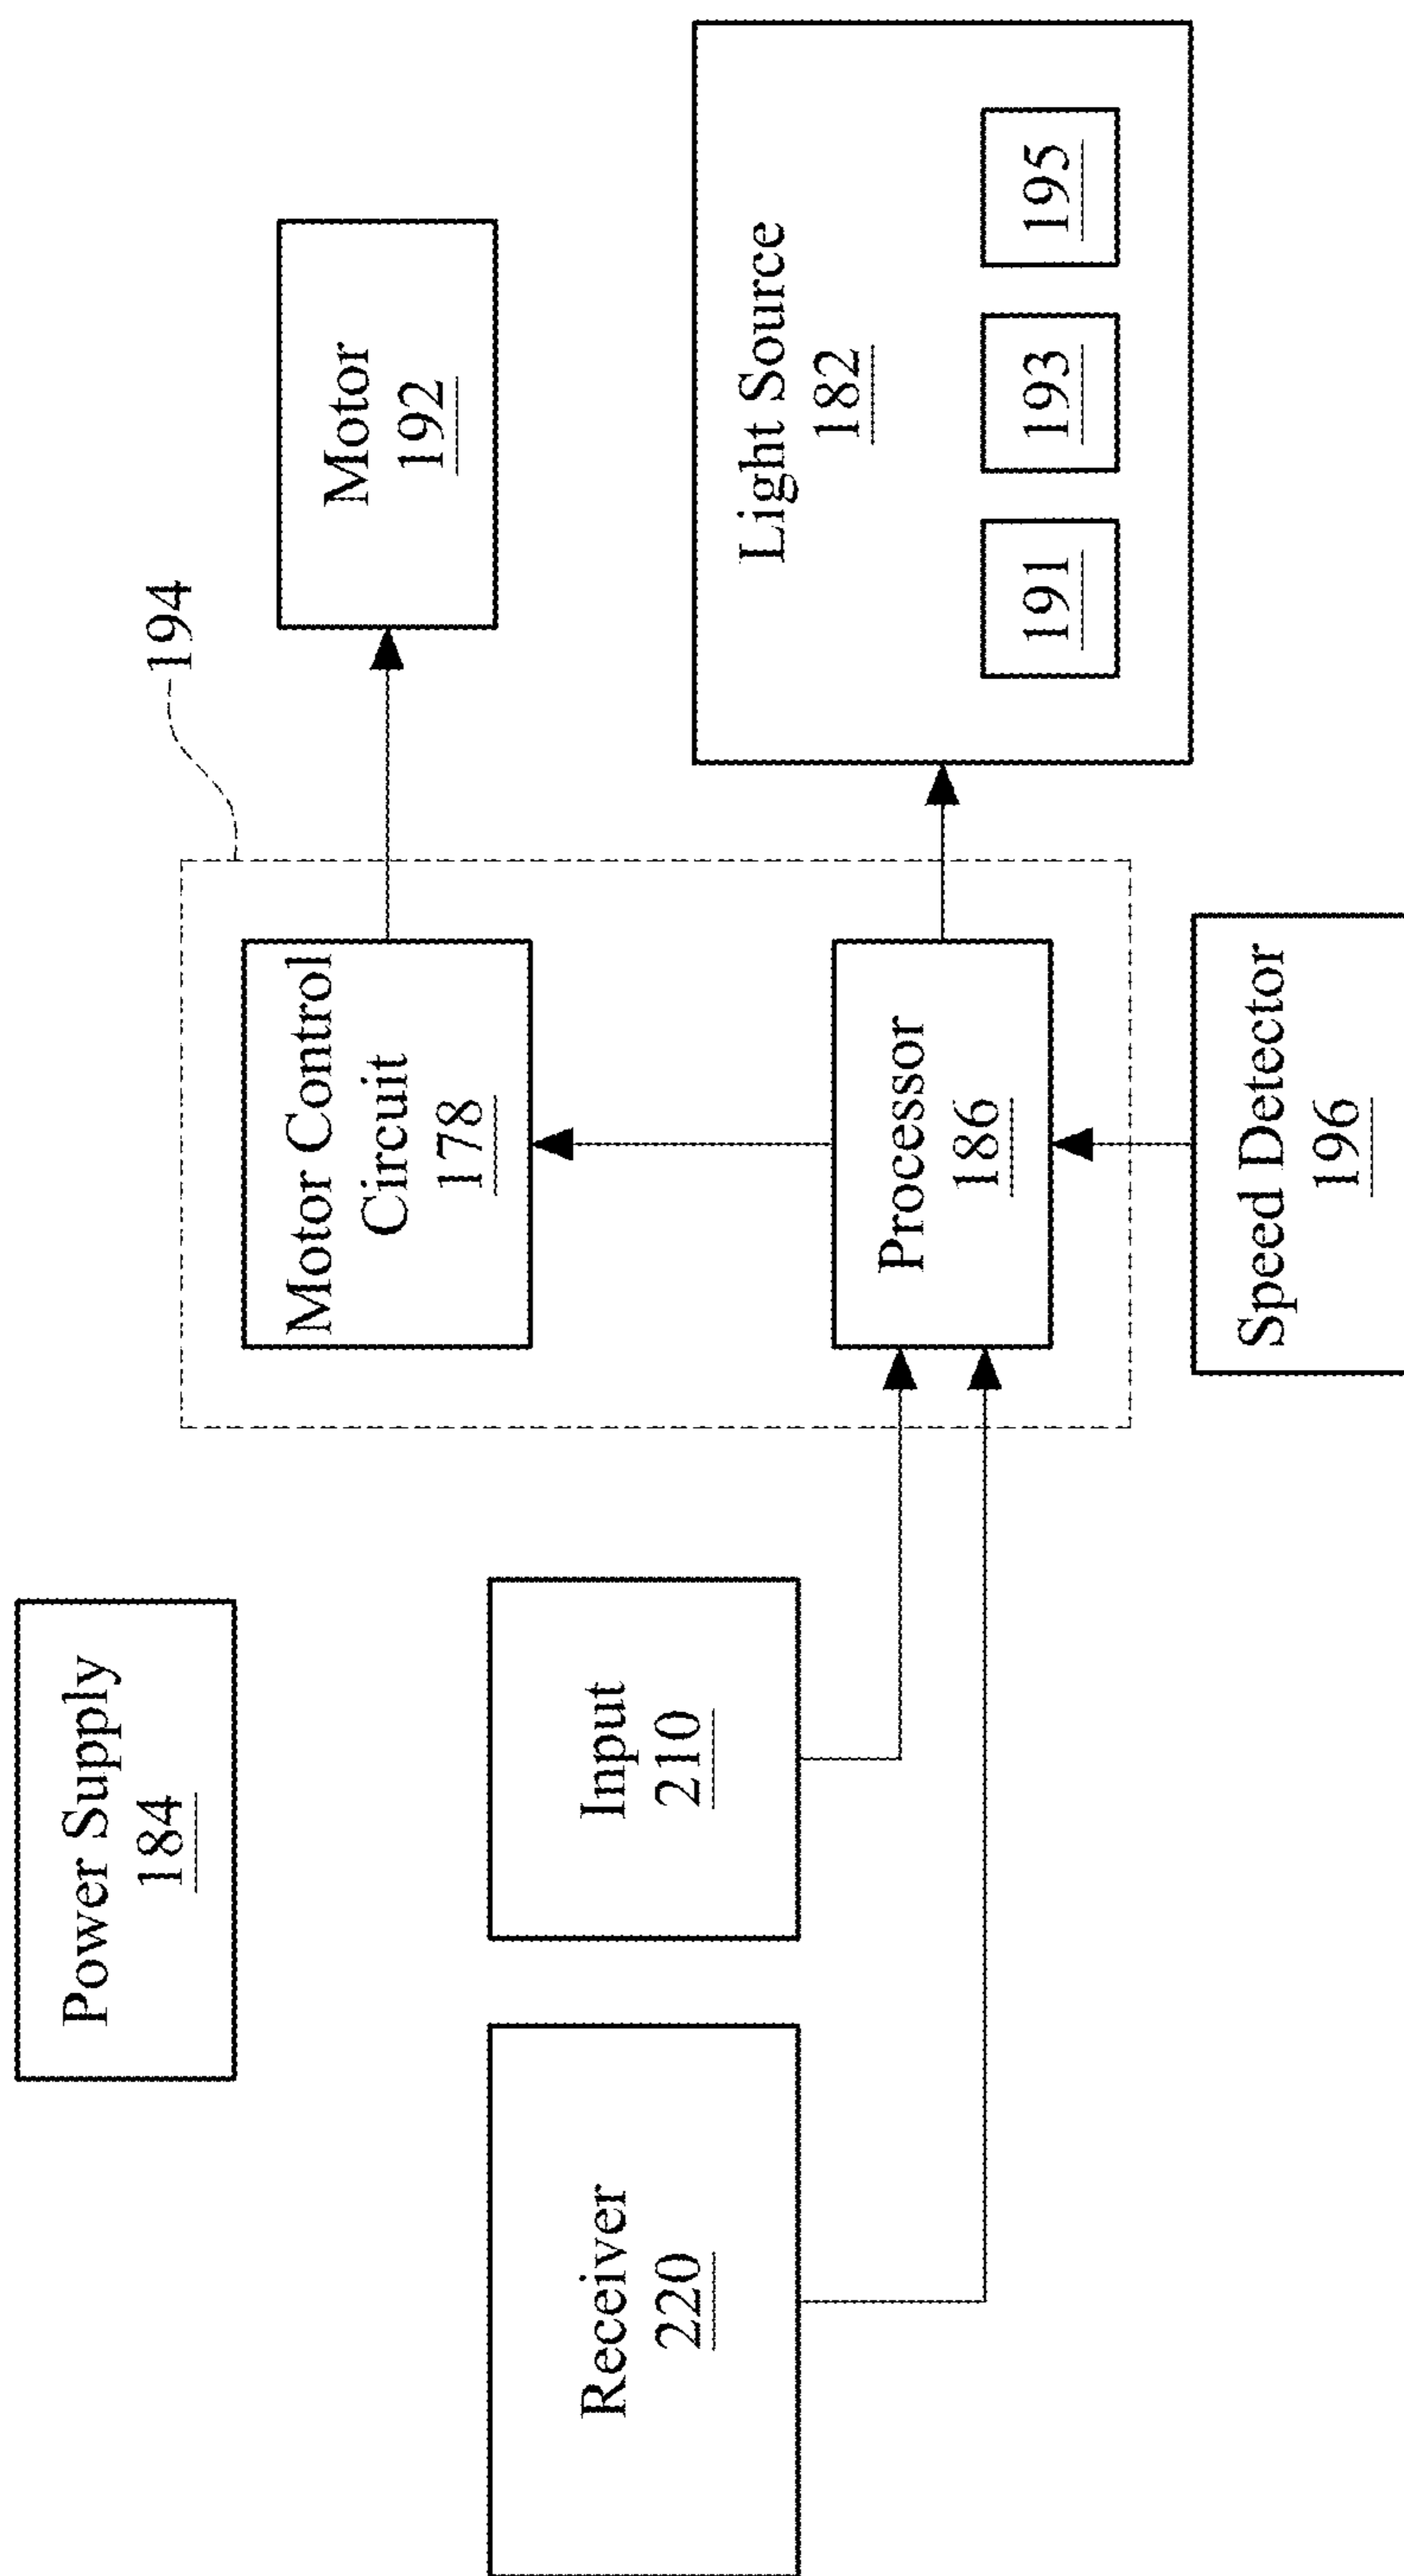 Power Supply
184
194
Motor Control
Circuit
178
Motor
192
Receiver
220
Input
210
Processor
186
Light Source
182
191
193
195
Speed Detector
196